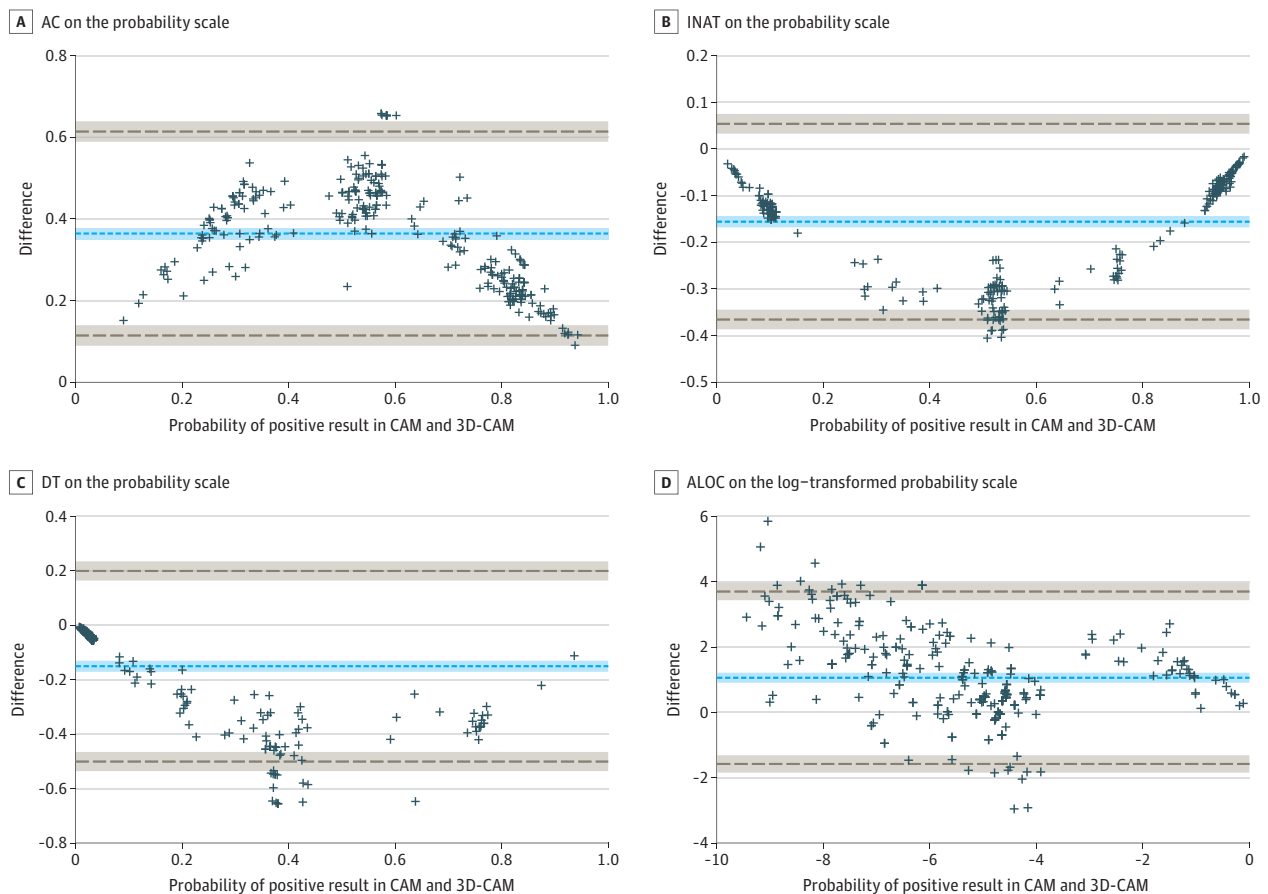 A AC on the probability scale
0.8
0.6
0.4
0.2
0
Difference
0 0.2 0.4 0.6 0.8 1.0
Probability of positive result in CAM and 3D-CAM
B INAT on the probability scale
0.2
0.1
0
-0.1
-0.2
-0.3
-0.4
-0.5
Difference
0 0.2 0.4 0.6 0.8 1.0
Probability of positive result in CAM and 3D-CAM
C DT on the probability scale
0.4
0.2
0
-0.2
-0.4
-0.6
-0.8
Difference
0 0.2 0.4 0.6 0.8 1.0
Probability of positive result in CAM and 3D-CAM
D ALOC on the log-transformed probability scale
6
4
2
0
-2
-4
Difference
-10 -8 -6 -4 -2 0
Probability of positive result in CAM and 3D-CAM